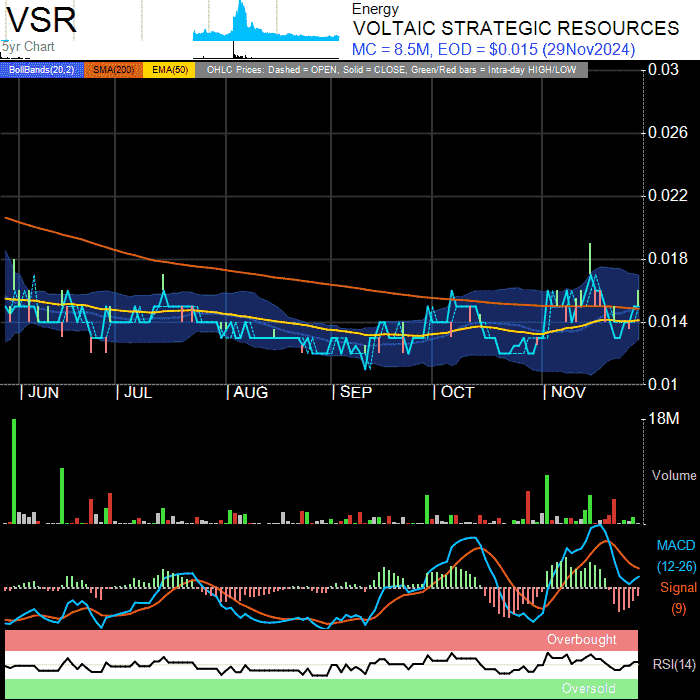 VSR
5yr Chart
Energy
VOLTAIC STRATEGIC RESOURCES
MC = 8.5M, EOD = $0.015 (29Nov2024)
BollBands(20,2) SMA(200) EMA(50) OHLC Prices: Dashed = OPEN, Solid = CLOSE, Green/Red bars = Intra-day HIGH/LOW
0.03
0.026
0.022
0.018
0.014
0.01
| JUN | JUL | AUG | SEP | OCT | NOV
18M
Volume
MACD
(12-26)
Signal
(9)
Overbought
RSI(14)
Oversold